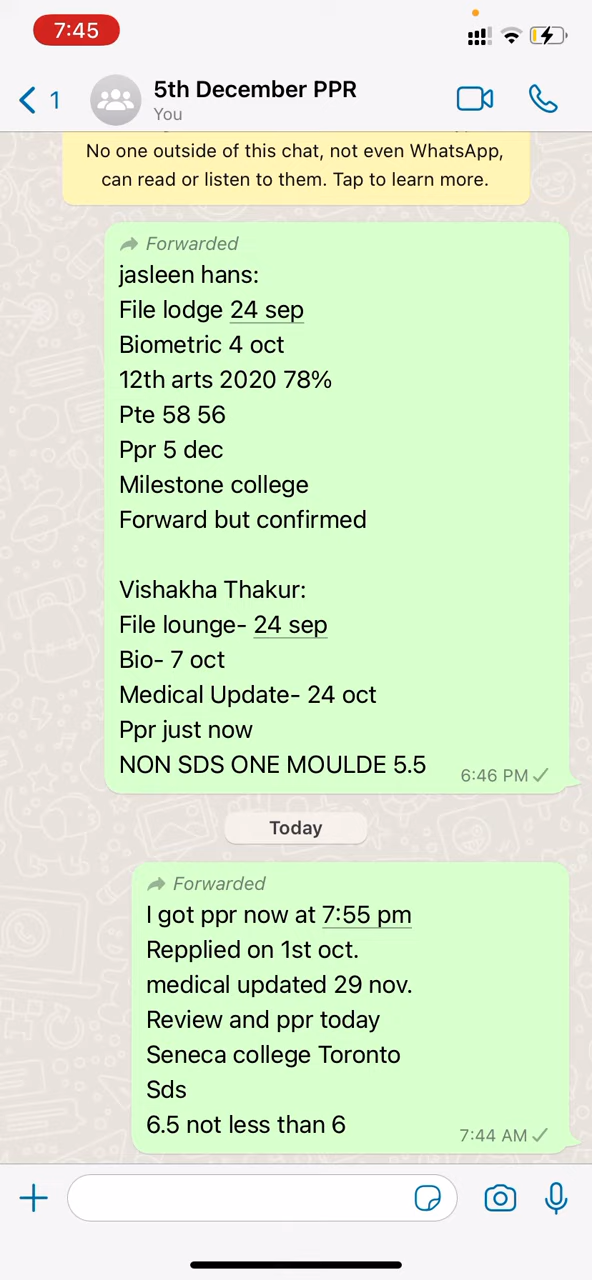 7:45
1
5th December PPR
You
No one outside of this chat, not even WhatsApp,
can read or listen to them. Tap to learn more.
Forwarded
jasleen hans:
File lodge 24 sep
Biometric 4 oct
12th arts 2020 78%
Pte 58 56
Ppr 5 dec
Milestone college
Forward but confirmed
Vishakha Thakur:
File lounge- 24 sep
Bio- 7 oct
Medical Update- 24 oct
Ppr just now
NON SDS ONE MOULDE 5.5
6:46 PM
Today
Forwarded
I got ppr now at 7:55 pm
Repplied on 1st oct.
medical updated 29 nov.
Review and ppr today
Seneca college Toronto
Sds
6.5 not less than 6
7:44 AM